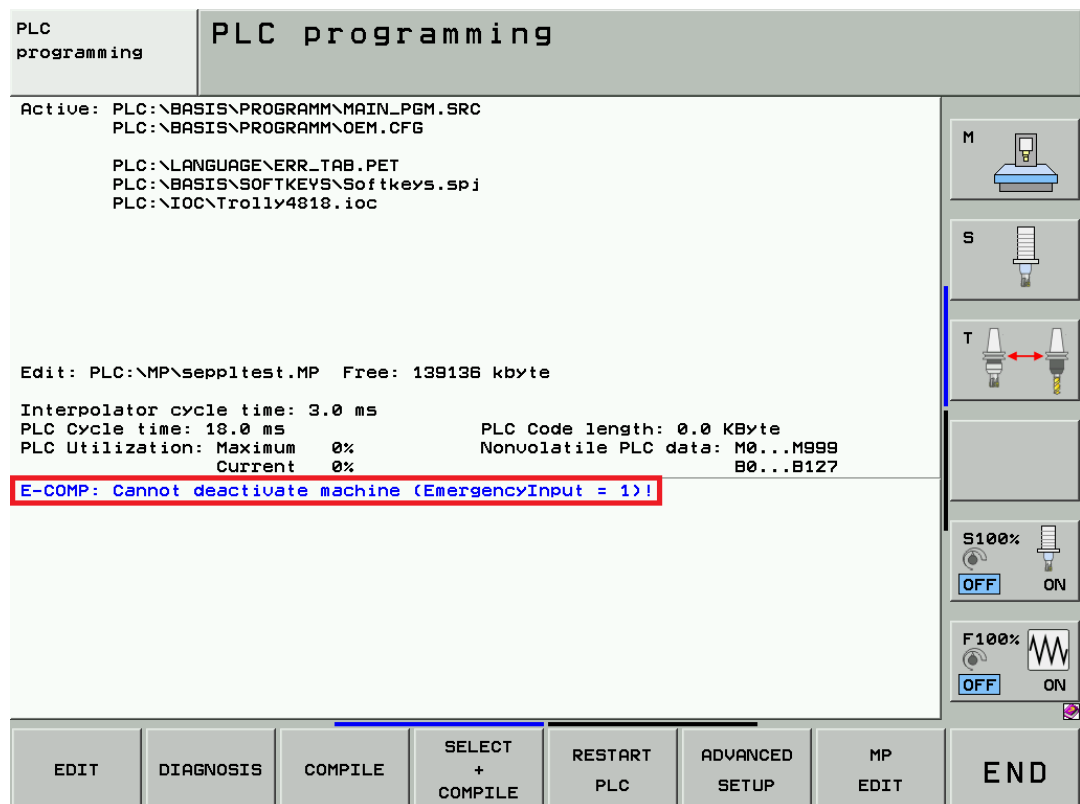 PLC
programming
PLC programming
Active: PLC:\BASIS\PROGRAMM\MAIN_PGM.SRC
PLC:\BASIS\PROGRAMM\OEM.CFG
PLC:\LANGUAGE\ERR_TAB.PET
PLC:\BASIS\SOFTKEYS\Softkeys.spj
PLC:\IOC\Trolly4818.ioc
Edit: PLC:\MP\seppltest.MP Free: 139136 kbyte
Interpolator cycle time: 3.0 ms
PLC Cycle time: 18.0 ms PLC Code length: 0.0 KByte
PLC Utilization: Maximum 0% Nonvolatile PLC data: M0...M999
Current 0% B0...B127
E-COMP: Cannot deactivate machine (EmergencyInput = 1)!
M
S
T
S100%
OFF ON
F100%
OFF ON
EDIT
DIAGNOSIS
COMPILE
SELECT
+
COMPILE
RESTART
PLC
ADVANCED
SETUP
MP
EDIT
END